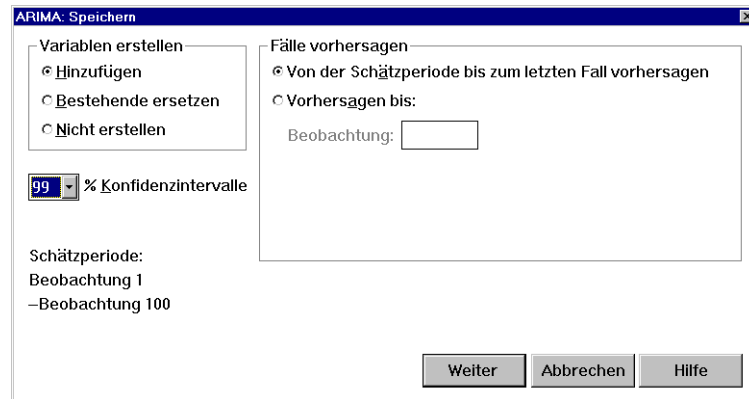 ARIMA: Speichern
Variablen erstellen
Hinzufügen
Bestehende ersetzen
Nicht erstellen
99 % Konfidenzintervalle
Schätzperiode:
Beobachtung 1
–Beobachtung 100
Fälle vorhersagen
Von der Schätzperiode bis zum letzten Fall vorhersagen
Vorhersagen bis:
Beobachtung:
Weiter
Abbrechen
Hilfe